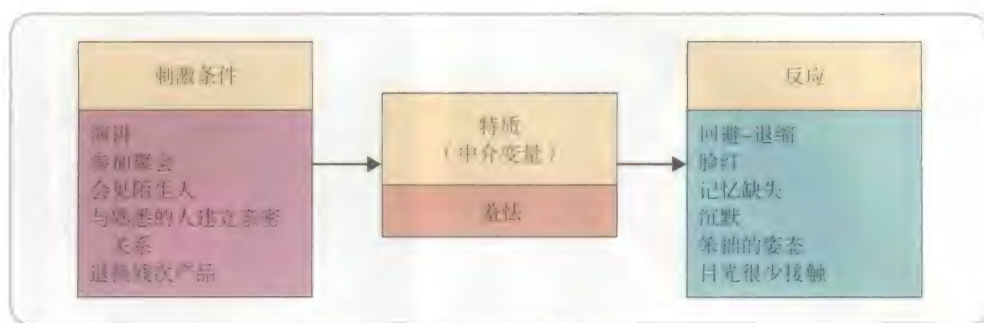 刺激条件
演讲
参加聚会
会见陌生人
与熟悉的人建立亲密
关系
退换残次产品
特质
（中介变量）
羞怯
反应
回避-退缩
脸红
记忆缺失
沉默
笨拙的姿态
目光很少接触